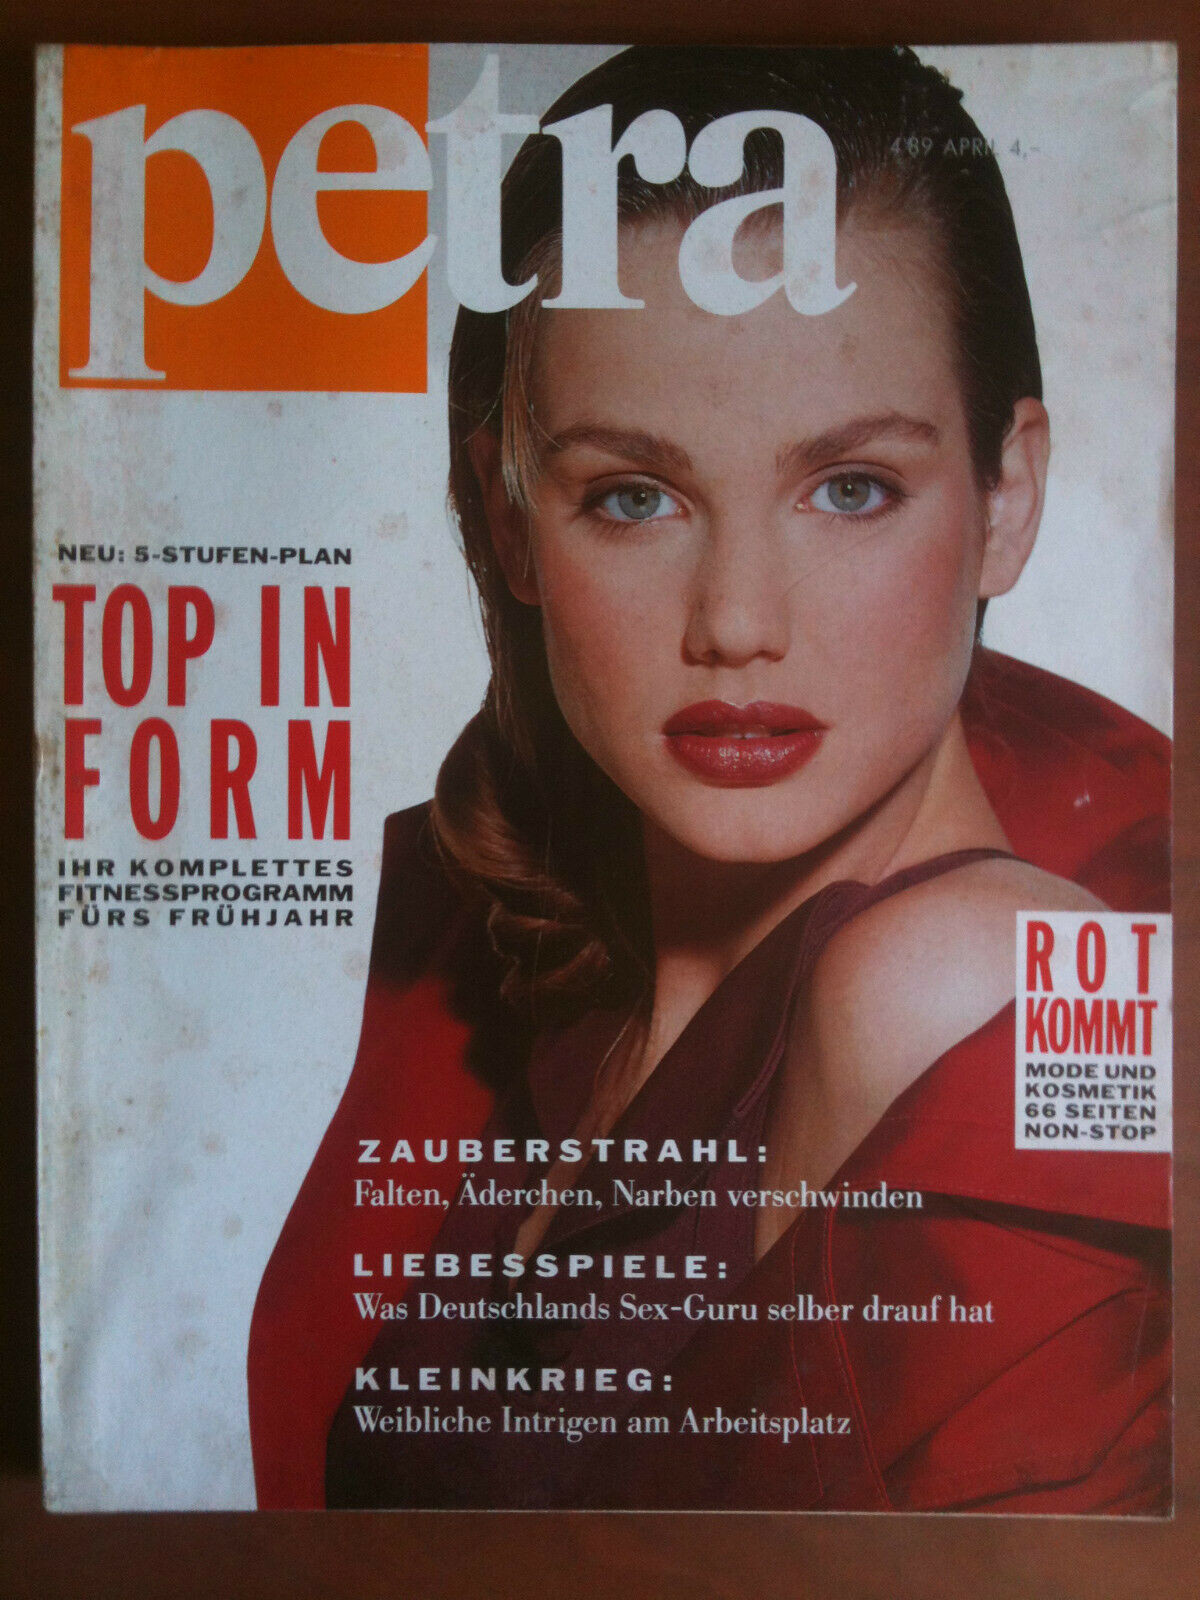 petra
4'89 APRIL 4,-
NEU: 5-STUFEN-PLAN
TOP IN
FORM
IHR KOMPLETTES
FITNESSPROGRAMM
FÜRS FRÜHJAHR
ROT
KOMMT
MODE UND
KOSMETIK
66 SEITEN
NON-STOP
ZAUBERSTRAHL:
Falten, Äderchen, Narben verschwinden
LIEBESSPIELE:
Was Deutschlands Sex-Guru selber drauf hat
KLEINKRIEG:
Weibliche Intrigen am Arbeitsplatz